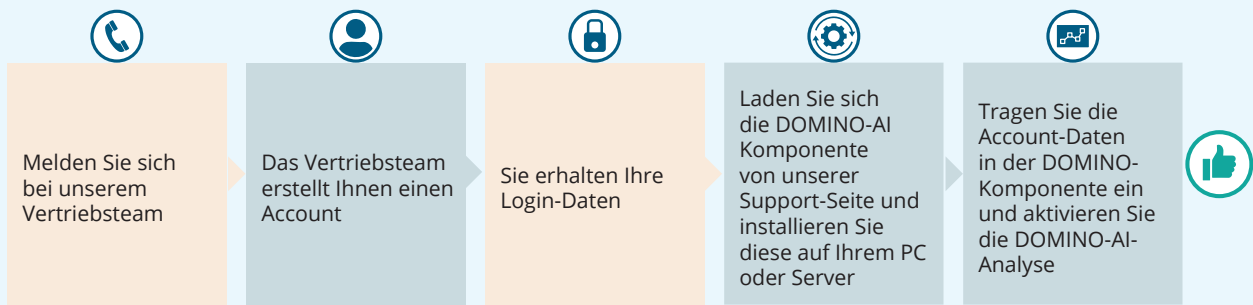 Melden Sie sich
bei unserem
Vertriebsteam
Das Vertriebsteam
erstellt Ihnen einen
Account
Sie erhalten Ihre
Login-Daten
Laden Sie sich
die DOMINO-AI
Komponente
von unserer
Support-Seite und
installieren Sie
diese auf Ihrem PC
oder Server
Tragen Sie die
Account-Daten
in der DOMINO-
Komponente ein
und aktivieren Sie
die DOMINO-AI-
Analyse